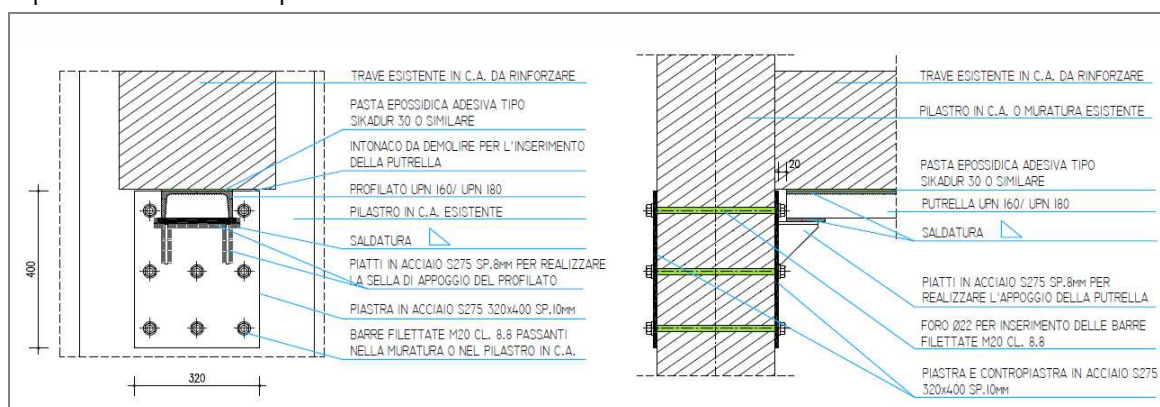 TRAVE ESISTENTE IN C.A. DA RINFORZARE
PASTA EPOSSIDICA ADESIVA TIPO
SIKADUR 30 O SIMILARE
INTONACO DA DEMOLIRE PER L'INSERIMENTO
DELLA PUTRELLA
PROFILATO UPN 160/ UPN 180
PILASTRO IN C.A. ESISTENTE
SALDATURA
PIATTI IN ACCIAIO S275 SP.8MM PER REALIZZARE
LA SELLA DI APPOGGIO DEL PROFILATO
PIASTRA IN ACCIAIO S275 320x400 SP.10MM
BARRE FILETTATE M20 CL. 8.8 PASSANTI
NELLA MURATURA O NEL PILASTRO IN C.A.
400
320
TRAVE ESISTENTE IN C.A. DA RINFORZARE
PILASTRO IN C.A. O MURATURA ESISTENTE
20
PASTA EPOSSIDICA ADESIVA TIPO
SIKADUR 30 O SIMILARE
PUTRELLA UPN 160/ UPN 180
SALDATURA
PIATTI IN ACCIAIO S275 SP.8MM PER
REALIZZARE L'APPOGGIO DELLA PUTRELLA
FORO Ø22 PER INSERIMENTO DELLE BARRE
FILETTATE M20 CL. 8.8
PIASTRA E CONTROPIASTRA IN ACCIAIO S275
320x400 SP.10MM